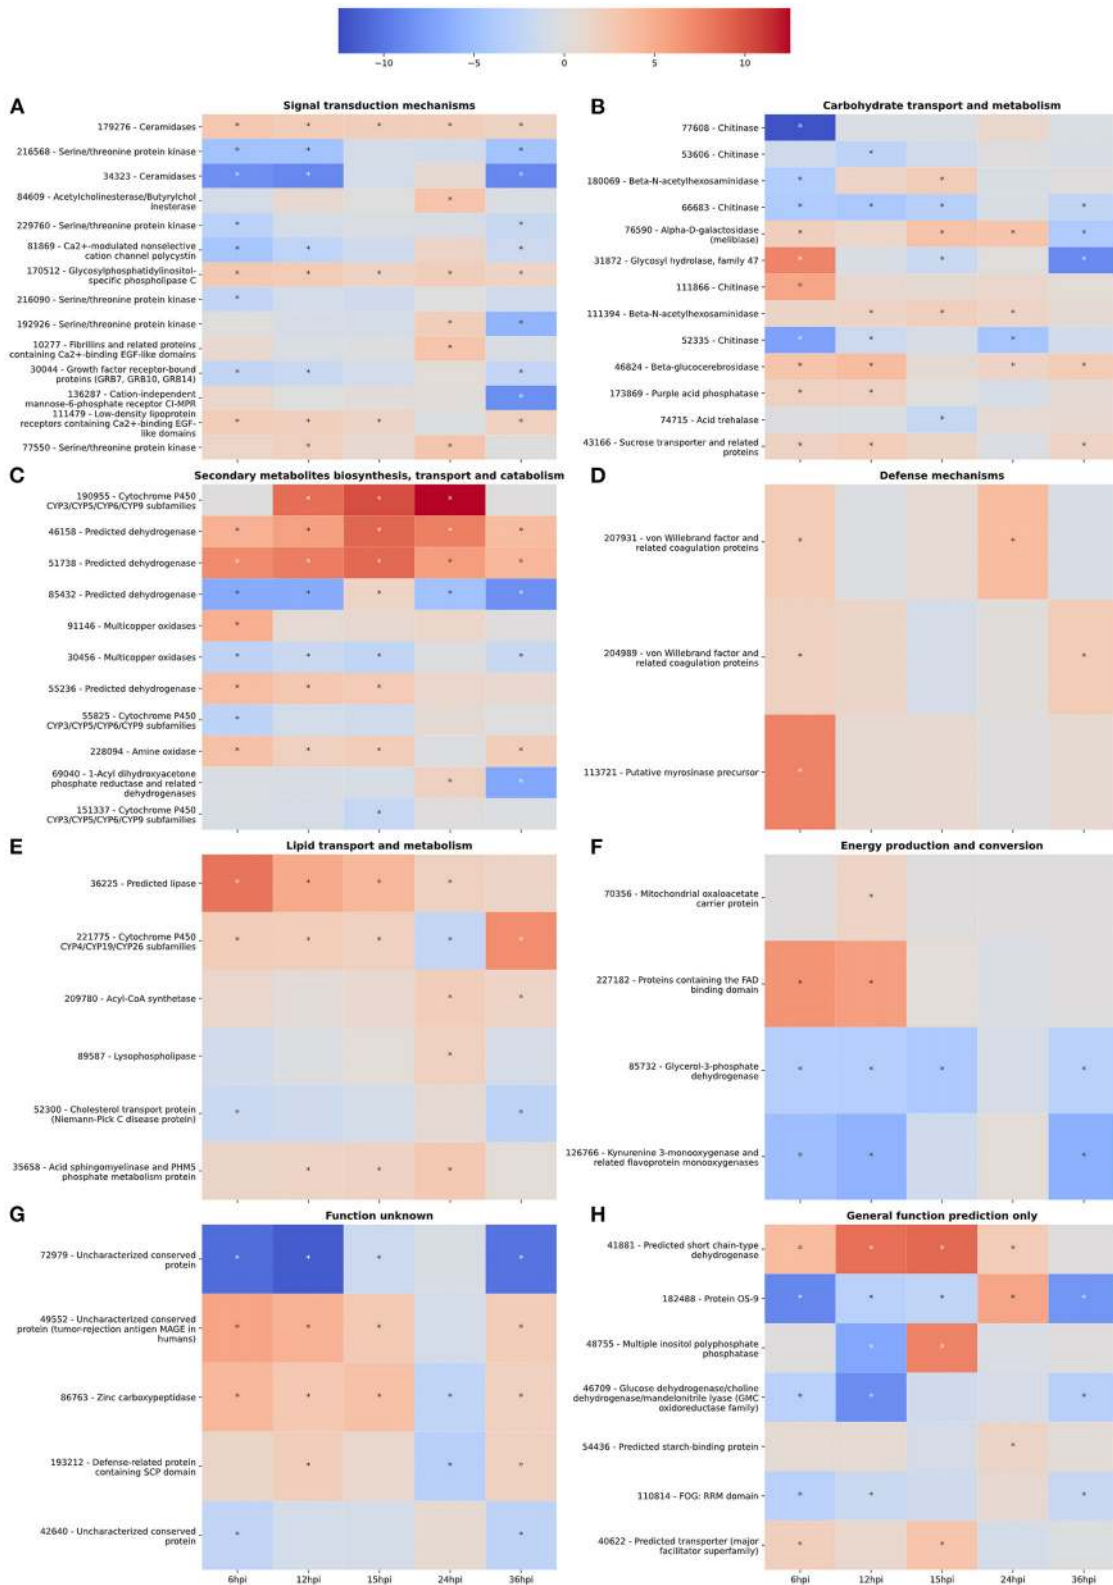 −10
−5
0
5
10
A
Signal transduction mechanisms
179276 - Ceramidases
216568 - Serine/threonine protein kinase
34323 - Ceramidases
84609 - Acetylcholinesterase/Butyrylchol
inesterase
229760 - Serine/threonine protein kinase
81869 - Ca2+-modulated nonselective
cation channel polycystin
170512 - Glycosylphosphatidylinositol-
specific phospholipase C
216090 - Serine/threonine protein kinase
192926 - Serine/threonine protein kinase
10277 - Fibrillins and related proteins
containing Ca2+-binding EGF-like domains
30044 - Growth factor receptor-bound
proteins (GRB7, GRB10, GRB14)
136287 - Cation-independent
mannose-6-phosphate receptor CI-MPR
111479 - Low-density lipoprotein
receptors containing Ca2+-binding EGF-
like domains
77550 - Serine/threonine protein kinase
B
Carbohydrate transport and metabolism
77608 - Chitinase
53606 - Chitinase
180069 - Beta-N-acetylhexosaminidase
66683 - Chitinase
76590 - Alpha-D-galactosidase
(melibiase)
31872 - Glycosyl hydrolase, family 47
111866 - Chitinase
111394 - Beta-N-acetylhexosaminidase
52335 - Chitinase
46824 - Beta-glucocerebrosidase
173869 - Purple acid phosphatase
74715 - Acid trehalase
43166 - Sucrose transporter and related
proteins
C
Secondary metabolites biosynthesis, transport and catabolism
190955 - Cytochrome P450
CYP3/CYP5/CYP6/CYP9 subfamilies
46158 - Predicted dehydrogenase
51738 - Predicted dehydrogenase
85432 - Predicted dehydrogenase
91146 - Multicopper oxidases
30456 - Multicopper oxidases
55236 - Predicted dehydrogenase
55825 - Cytochrome P450
CYP3/CYP5/CYP6/CYP9 subfamilies
228094 - Amine oxidase
69040 - 1-Acyl dihydroxyacetone
phosphate reductase and related
dehydrogenases
151337 - Cytochrome P450
CYP3/CYP5/CYP6/CYP9 subfamilies
D
Defense mechanisms
207931 - von Willebrand factor and
related coagulation proteins
204989 - von Willebrand factor and
related coagulation proteins
113721 - Putative myrosinase precursor
E
Lipid transport and metabolism
36225 - Predicted lipase
221775 - Cytochrome P450
CYP4/CYP19/CYP26 subfamilies
209780 - Acyl-CoA synthetase
89587 - Lysophospholipase
52300 - Cholesterol transport protein
(Niemann-Pick C disease protein)
35658 - Acid sphingomyelinase and PHM5
phosphate metabolism protein
F
Energy production and conversion
70356 - Mitochondrial oxaloacetate
carrier protein
227182 - Proteins containing the FAD
binding domain
85732 - Glycerol-3-phosphate
dehydrogenase
126766 - Kynurenine 3-monooxygenase and
related flavoprotein monooxygenases
G
Function unknown
72979 - Uncharacterized conserved
protein
49552 - Uncharacterized conserved
protein (tumor-rejection antigen MAGE in
humans)
86763 - Zinc carboxypeptidase
193212 - Defense-related protein
containing SCP domain
42640 - Uncharacterized conserved
protein
6hpi
12hpi
15hpi
24hpi
36hpi
H
General function prediction only
41881 - Predicted short chain-type
dehydrogenase
182488 - Protein OS-9
48755 - Multiple inositol polyphosphate
phosphatase
46709 - Glucose dehydrogenase/choline
dehydrogenase/mandelonitrile lyase (GMC
oxidoreductase family)
54436 - Predicted starch-binding protein
110814 - FOG: RRM domain
40622 - Predicted transporter (major
facilitator superfamily)
6hpi
12hpi
15hpi
24hpi
36hpi